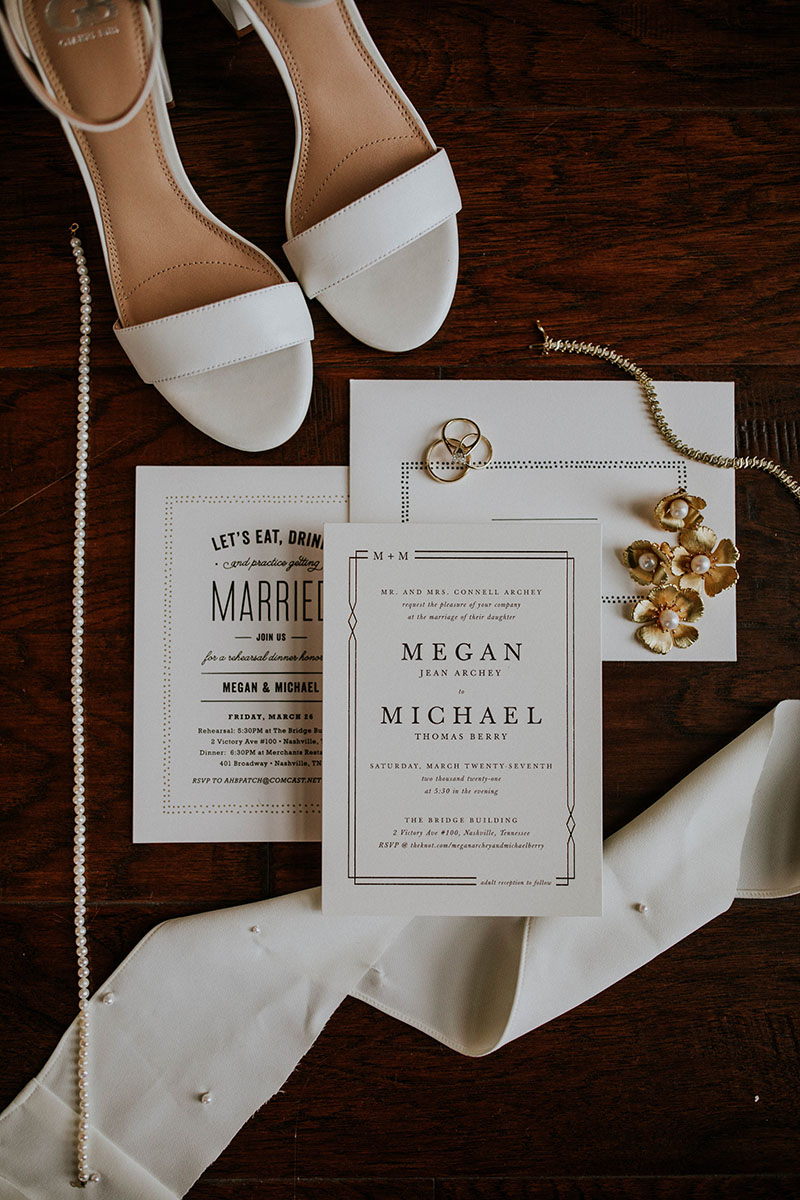 LET'S EAT, DRIN
and practice getting
MARRIED
JOIN US
for a rehearsal dinner honor
MEGAN & MICHAEL
FRIDAY, MARCH 26
Rehearsal: 5:30PM at The Bridge Bu
2 Victory Ave #100 • Nashville,
Dinner: 6:30PM at Merchants Resta
401 Broadway • Nashville, TN
RSVP TO AHBPATCH@COMCAST.NET
M + M
MR. AND MRS. CONNELL ARCHEY
request the pleasure of your company
at the marriage of their daughter
MEGAN
JEAN ARCHEY
to
MICHAEL
THOMAS BERRY
SATURDAY, MARCH TWENTY-SEVENTH
two thousand twenty-one
at 5:30 in the evening
THE BRIDGE BUILDING
2 Victory Ave #100, Nashville, Tennessee
RSVP @ theknot.com/meganarcheyandmichaelberry
adult reception to follow